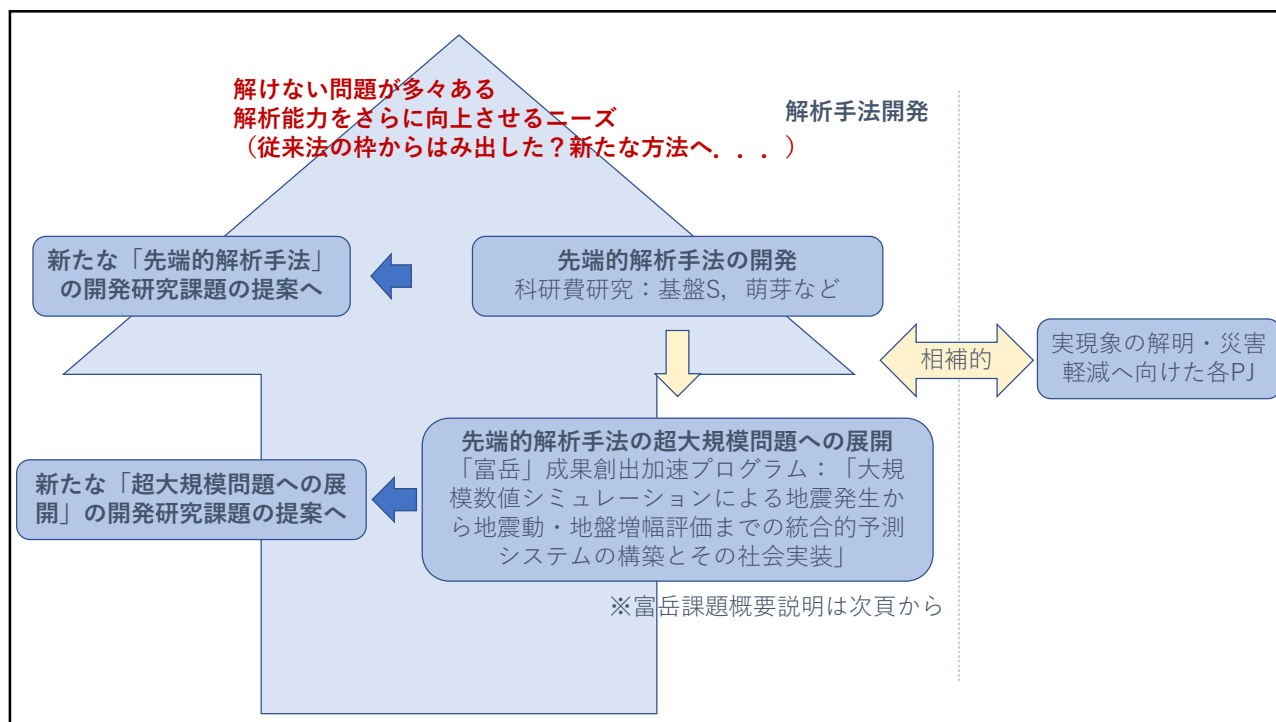 解けない問題が多々ある
解析能力をさらに向上させるニーズ
（従来法の枠からはみ出した？新たな方法へ．．．）
解析手法開発
新たな「先端的解析手法」
の開発研究課題の提案へ
先端的解析手法の開発
科研費研究：基盤S，萌芽など
相補的
実現象の解明・災害
軽減へ向けた各PJ
新たな「超大規模問題への展
開」の開発研究課題の提案へ
先端的解析手法の超大規模問題への展開
「富岳」成果創出加速プログラム：「大規
模数値シミュレーションによる地震発生か
ら地震動・地盤増幅評価までの統合的予測
システムの構築とその社会実装」
※富岳課題概要説明は次頁から